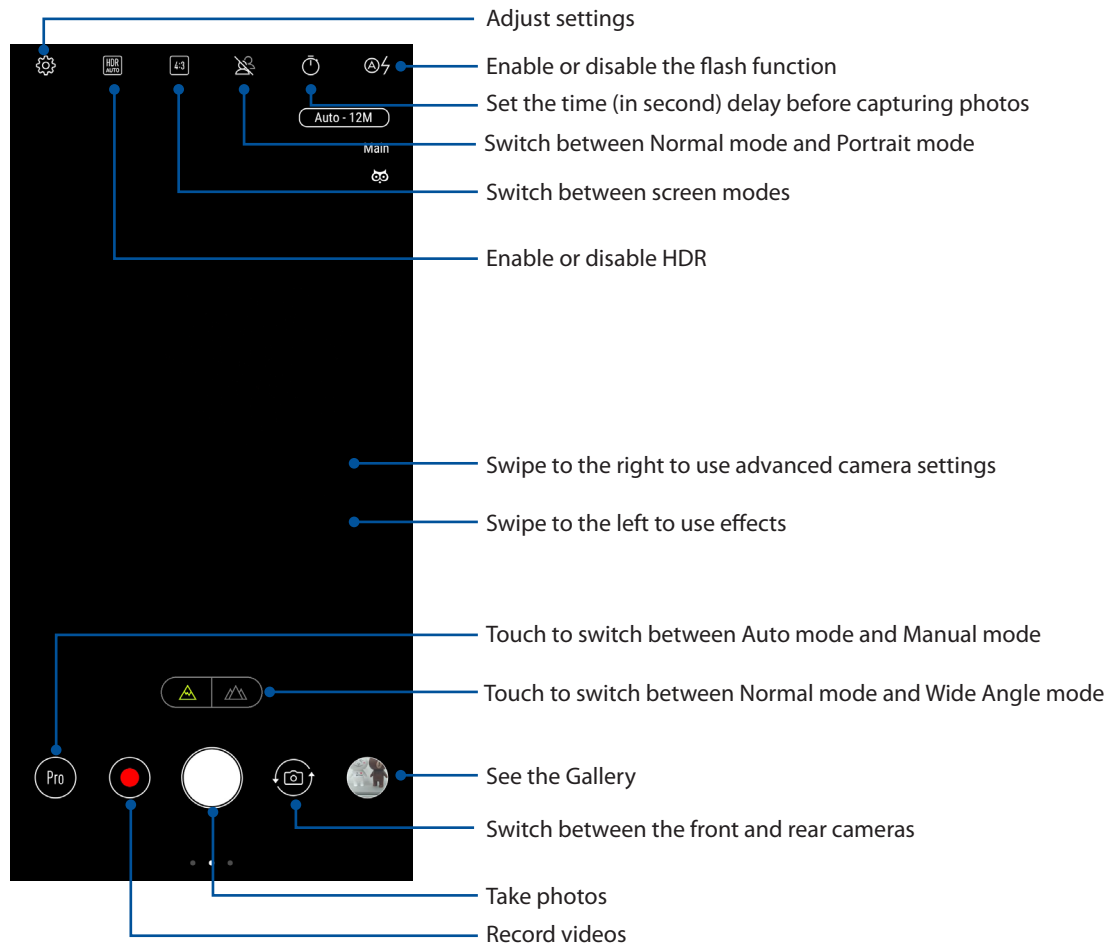 Adjust settings
HDR
AUTO
4:3
A
Enable or disable the flash function
Set the time (in second) delay before capturing photos
Auto - 12M
Switch between Normal mode and Portrait mode
Main
Switch between screen modes
Enable or disable HDR
Swipe to the right to use advanced camera settings
Swipe to the left to use effects
Touch to switch between Auto mode and Manual mode
Touch to switch between Normal mode and Wide Angle mode
Pro
See the Gallery
Switch between the front and rear cameras
Take photos
Record videos